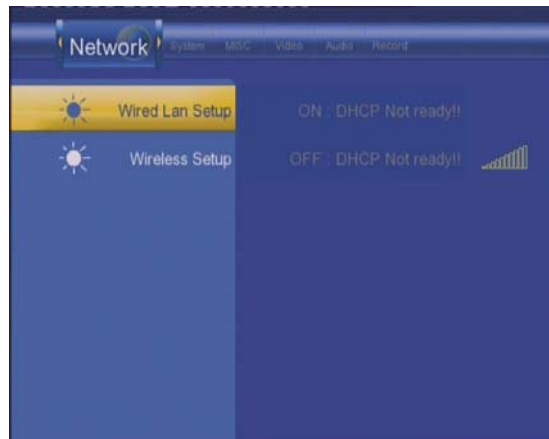 Network System MISC Video Audio Record
Wired Lan Setup ON : DHCP Not ready!!
Wireless Setup OFF : DHCP Not ready!!